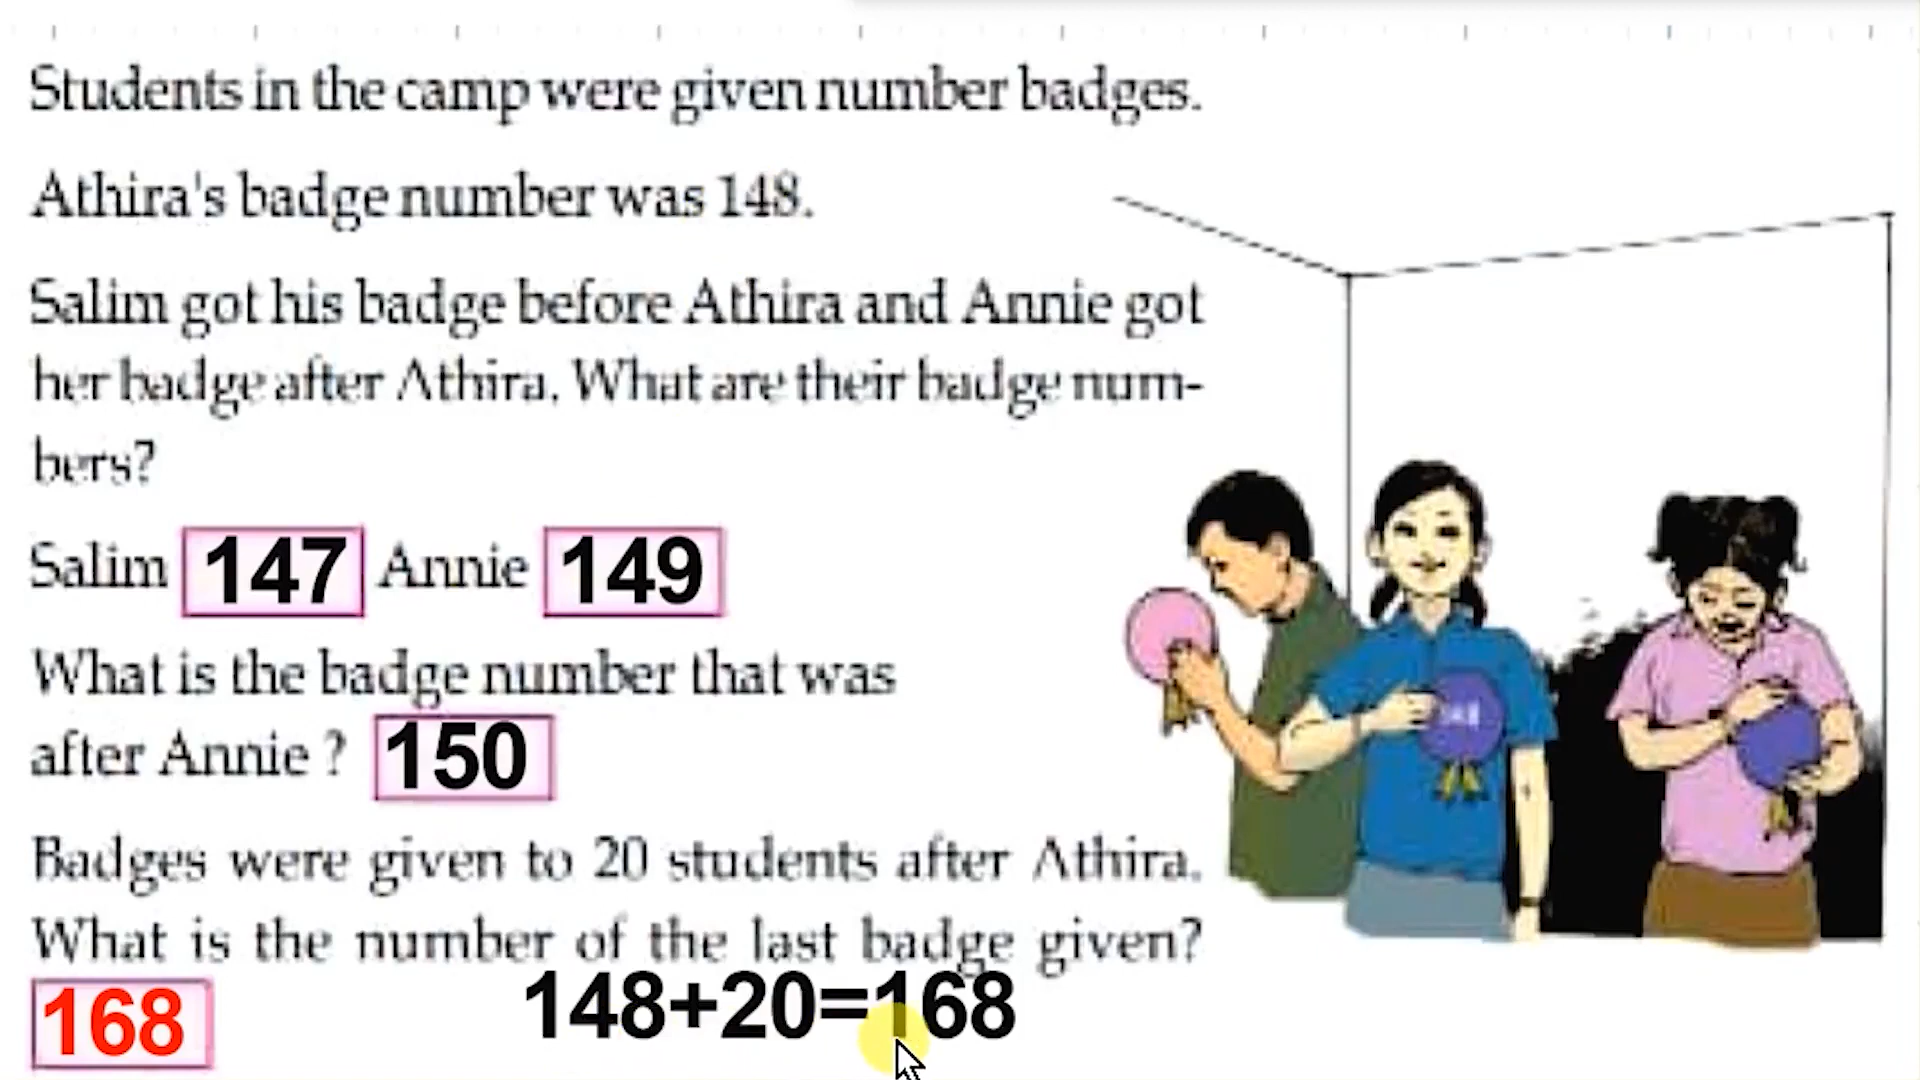 Students in the camp were given number badges.
Athira's badge number was 148.
Salim got his badge before Athira and Annie got
her badge after Athira. What are their badge num-
bers?
Salim 147 Annie 149
What is the badge number that was
after Annie ? 150
Badges were given to 20 students after Athira.
What is the number of the last badge given?
168 148+20=168
148